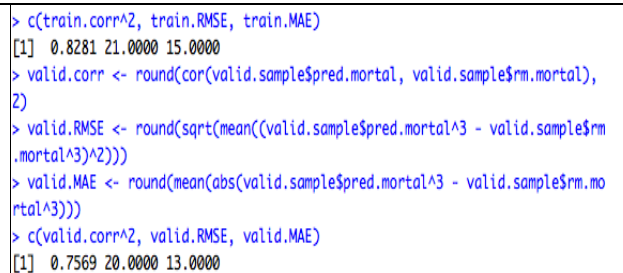 > c(train.corr^2, train.RMSE, train.MAE)
[1]  0.8281 21.0000 15.0000
> valid.corr <- round(cor(valid.sample$pred.mortal, valid.sample$rm.mortal),
2)
> valid.RMSE <- round(sqrt(mean((valid.sample$pred.mortal^3 - valid.sample$rm
.mortal^3)^2)))
> valid.MAE <- round(mean(abs(valid.sample$pred.mortal^3 - valid.sample$rm.mo
rtal^3)))
> c(valid.corr^2, valid.RMSE, valid.MAE)
[1]  0.7569 20.0000 13.0000